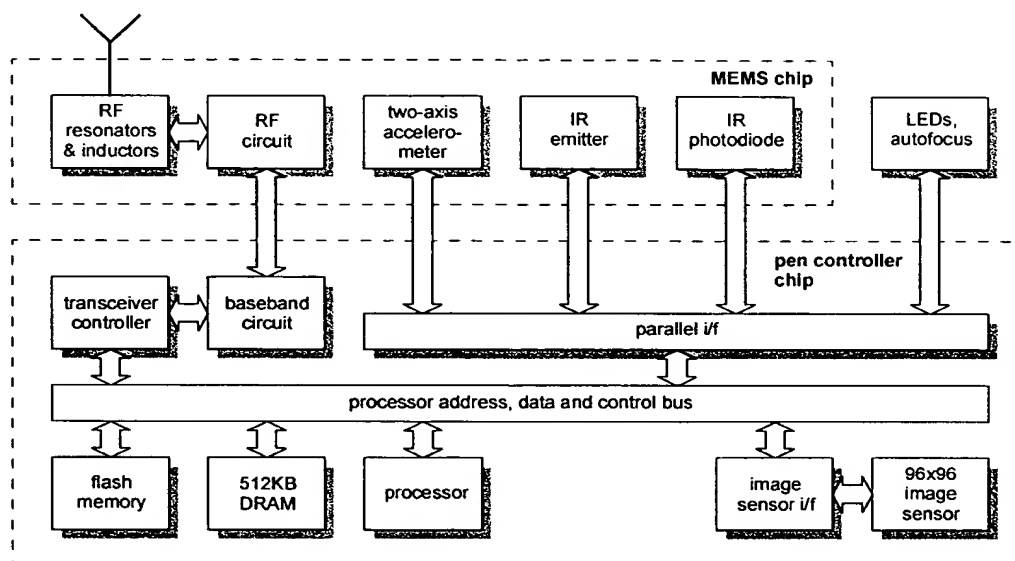 MEMS chip
RF
resonators
& inductors
RF
circuit
two-axis
accelero-
meter
IR
emitter
IR
photodiode
LEDs,
autofocus
pen controller
chip
transceiver
controller
baseband
circuit
parallel i/f
processor address, data and control bus
flash
memory
512KB
DRAM
processor
image
sensor i/f
96x96
image
sensor